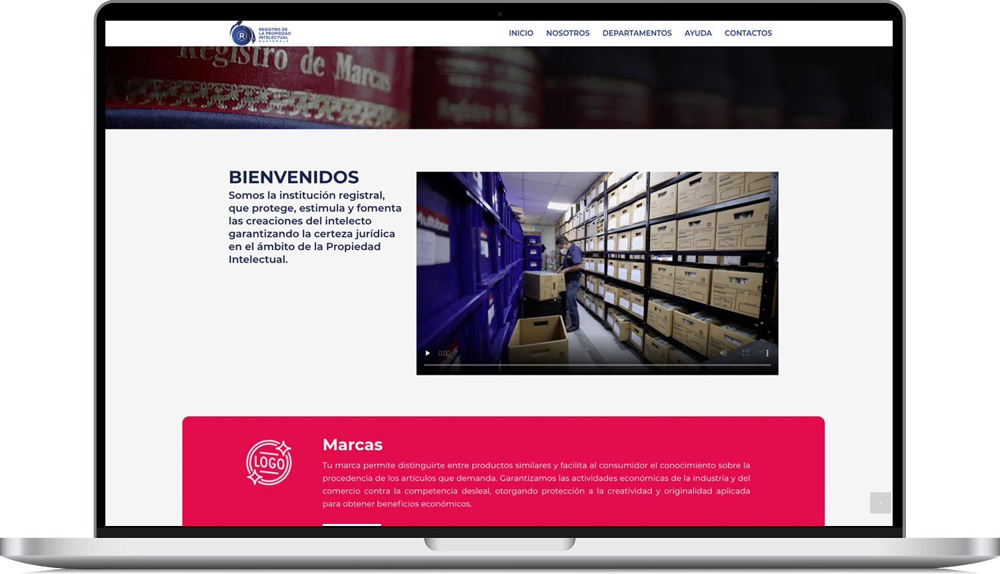 REGISTRO DE
LA PROPIEDAD
INTELECTUAL
GUATEMALA
INICIO NOSOTROS DEPARTAMENTOS AYUDA CONTACTOS
Registro de Marcas
Registro de Marcas
BIENVENIDOS
Somos la institución registral,
que protege, estimula y fomenta
las creaciones del intelecto
garantizando la certeza jurídica
en el ámbito de la Propiedad
Intelectual.
Multibox
0:00
LOGO
Marcas
Tu marca permite distinguirte entre productos similares y facilita al consumidor el conocimiento sobre la
procedencia de los artículos que demanda. Garantizamos las actividades económicas de la industria y del
comercio contra la competencia desleal, otorgando protección a la creatividad y originalidad aplicada
para obtener beneficios económicos.